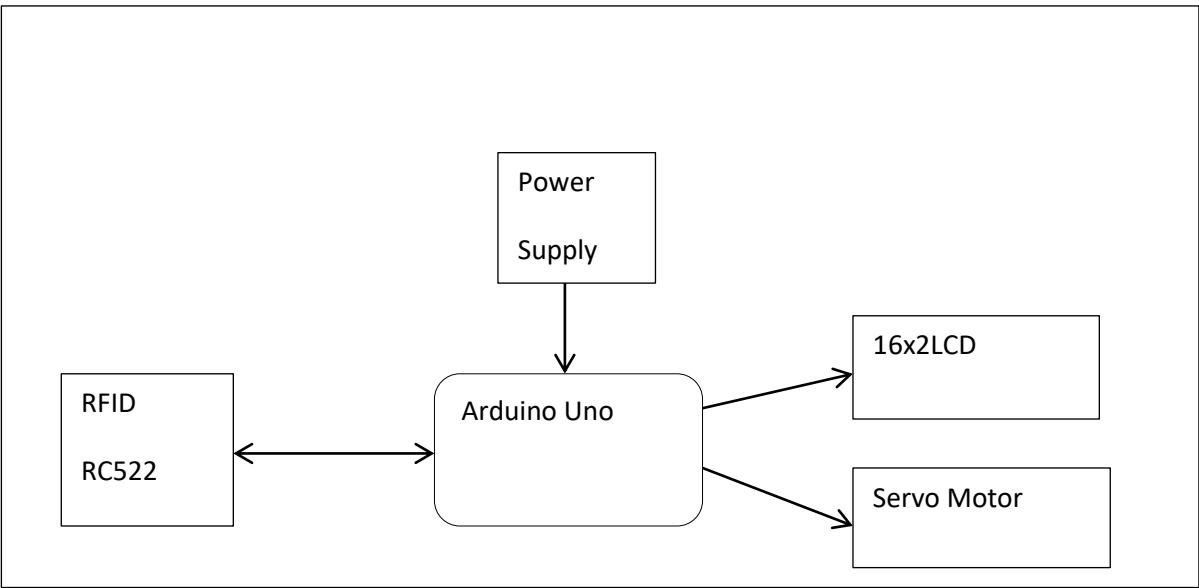 Power
Supply
16x2LCD
RFID
RC522
Arduino Uno
Servo Motor